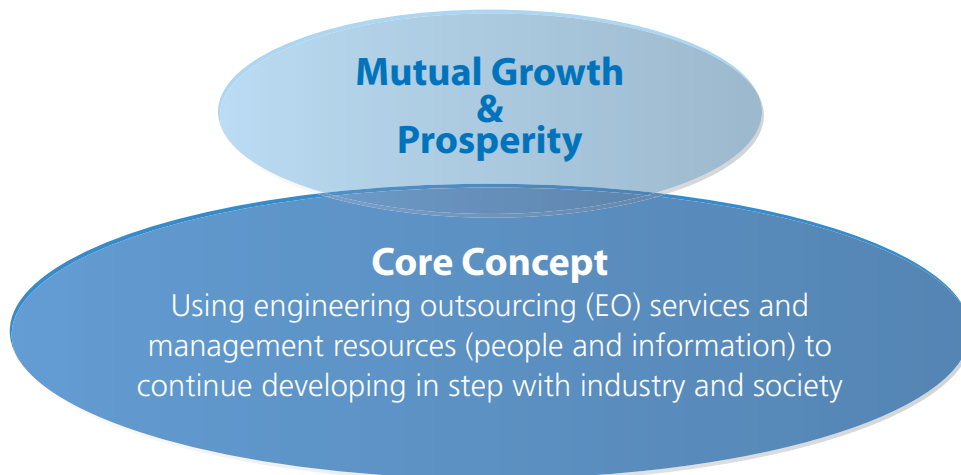 Mutual Growth
&
Prosperity
Core Concept
Using engineering outsourcing (EO) services and
management resources (people and information) to
continue developing in step with industry and society